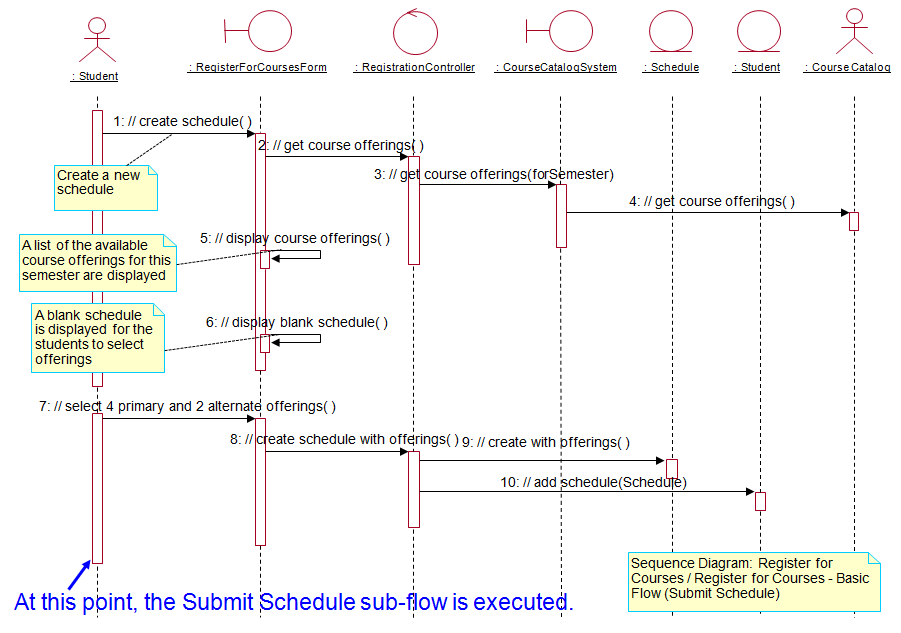 : Student
: RegisterForCoursesForm
: RegistrationController
: CourseCatalogSystem
: Schedule
: Student
: Course Catalog
1: // create schedule( )
2: // get course offerings( )
3: // get course offerings(forSemester)
4: // get course offerings( )
Create a new
schedule
5: // display course offerings( )
A list of the available
course offerings for this
semester are displayed
6: // display blank schedule( )
A blank schedule
is displayed for the
students to select
offerings
7: // select 4 primary and 2 alternate offerings( )
8: // create schedule with offerings( )
9: // create with offerings( )
10: // add schedule(Schedule)
Sequence Diagram: Register for
Courses / Register for Courses - Basic
Flow (Submit Schedule)
At this point, the Submit Schedule sub-flow is executed.